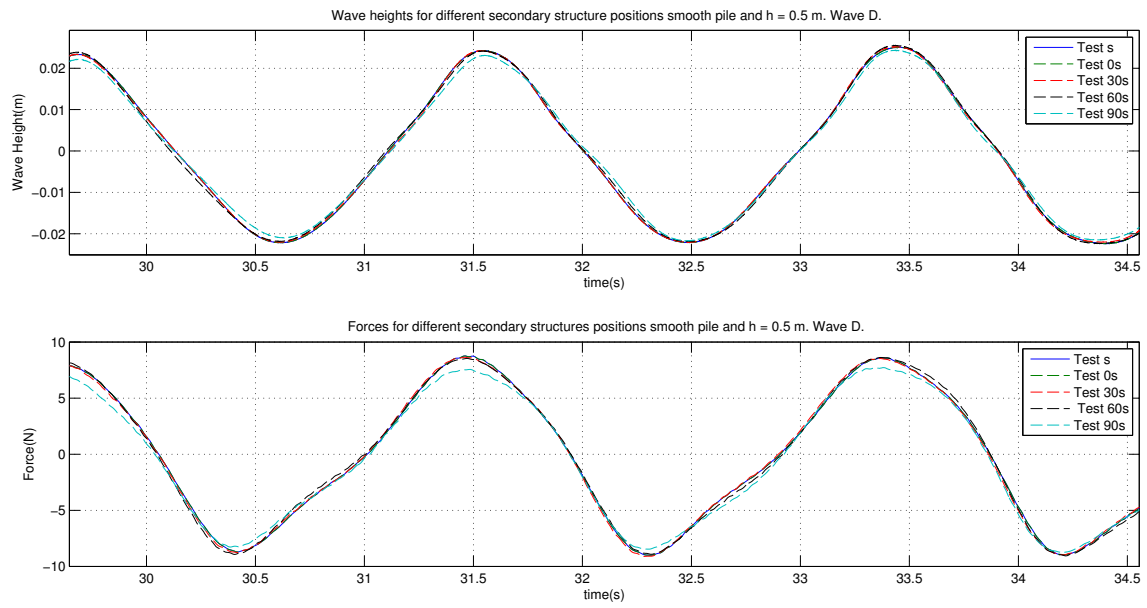 Wave heights for different secondary structure positions smooth pile and h = 0.5 m. Wave D.
Wave Height(m)
0.02
0.01
0
−0.01
−0.02
30
30.5
31
31.5
32
32.5
33
33.5
34
34.5
time(s)
Test s
Test 0s
Test 30s
Test 60s
Test 90s
Forces for different secondary structures positions smooth pile and h = 0.5 m. Wave D.
Force(N)
10
5
0
−5
−10
30
30.5
31
31.5
32
32.5
33
33.5
34
34.5
time(s)
Test s
Test 0s
Test 30s
Test 60s
Test 90s